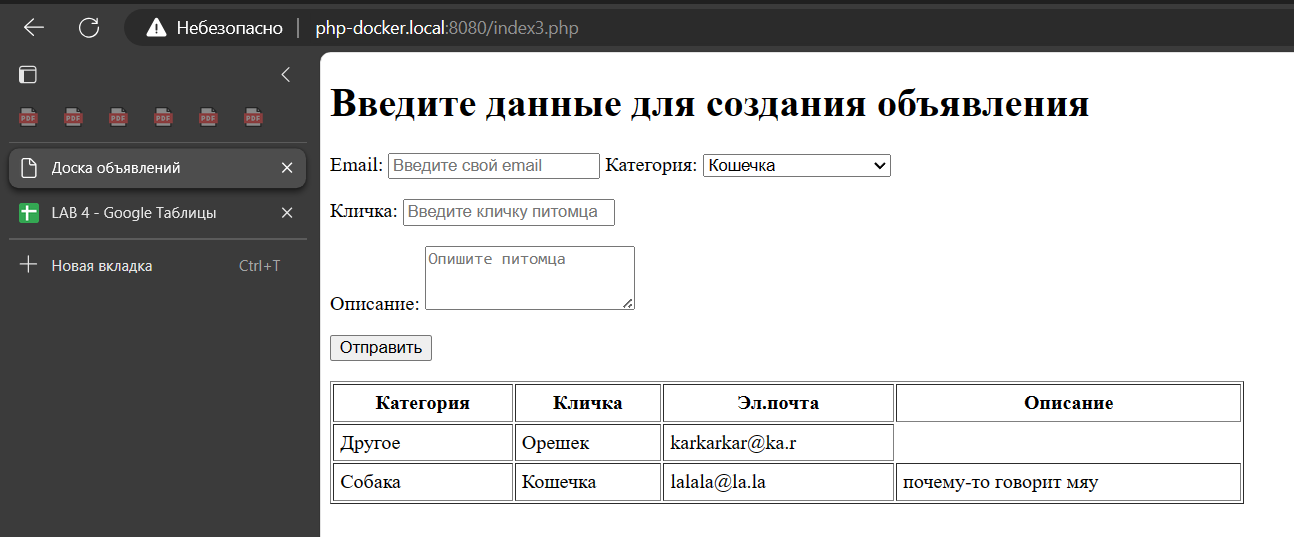 Небезопасно php-docker.local:8080/index3.php
PDF PDF PDF PDF PDF PDF
Доска объявлений
LAB 4 - Google Таблицы
Новая вкладка Ctrl+T
Введите данные для создания объявления
Email: Введите свой email Категория: Кошечка
Кличка: Введите кличку питомца
Описание: Опишите питомца
Отправить
Категория Кличка Эл.почта Описание
Другое Орешек karkarkar@ka.r
Собака Кошечка lalala@la.la почему-то говорит мяу